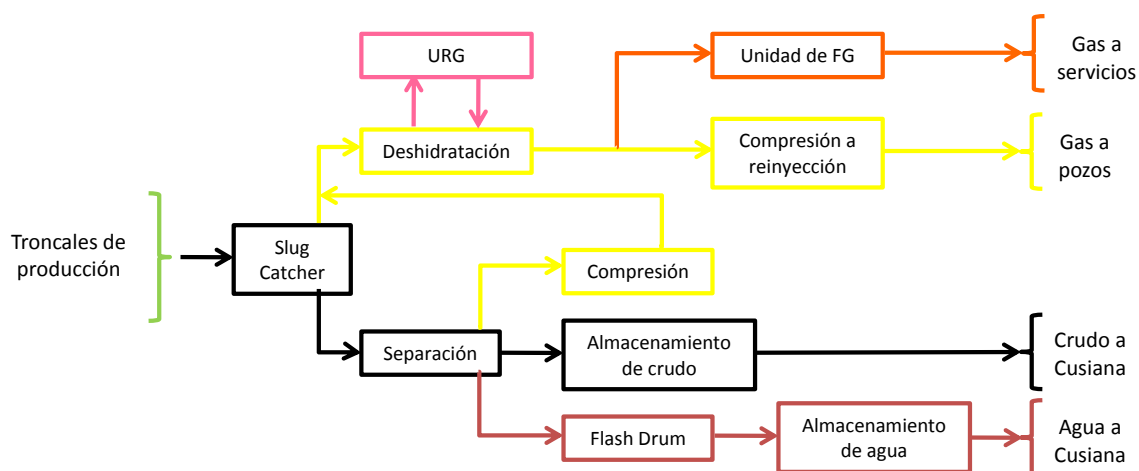 URG
Unidad de FG
Gas a
servicios
Deshidratación
Compresión a
reinyección
Gas a
pozos
Troncales de
producción
Slug
Catcher
Compresión
Separación
Almacenamiento
de crudo
Crudo a
Cusiana
Flash Drum
Almacenamiento
de agua
Agua a
Cusiana